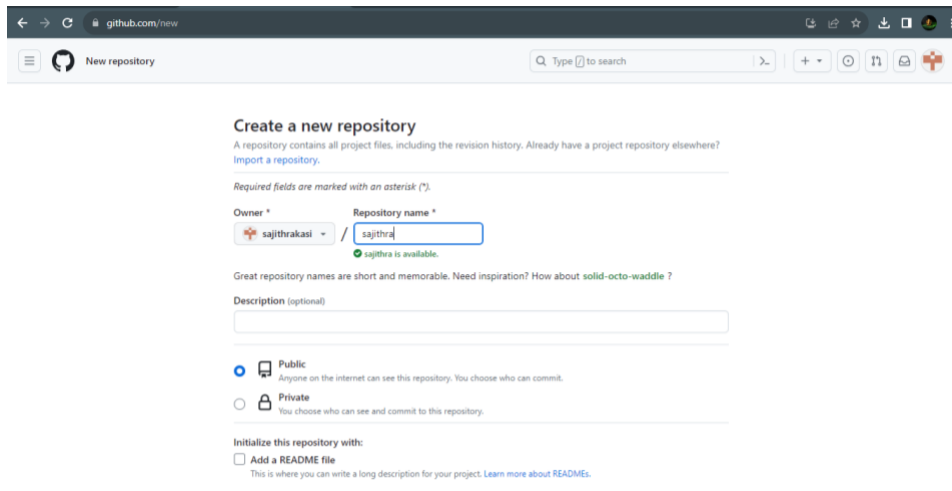 github.com/new
New repository
Type / to search
Create a new repository
A repository contains all project files, including the revision history. Already have a project repository elsewhere?
Import a repository.
Required fields are marked with an asterisk (*).
Owner * Repository name *
sajithrakasi / sajithra
sajithra is available.
Great repository names are short and memorable. Need inspiration? How about solid-octo-waddle ?
Description (optional)
Public
Anyone on the internet can see this repository. You choose who can commit.
Private
You choose who can see and commit to this repository.
Initialize this repository with:
Add a README file
This is where you can write a long description for your project. Learn more about READMEs.